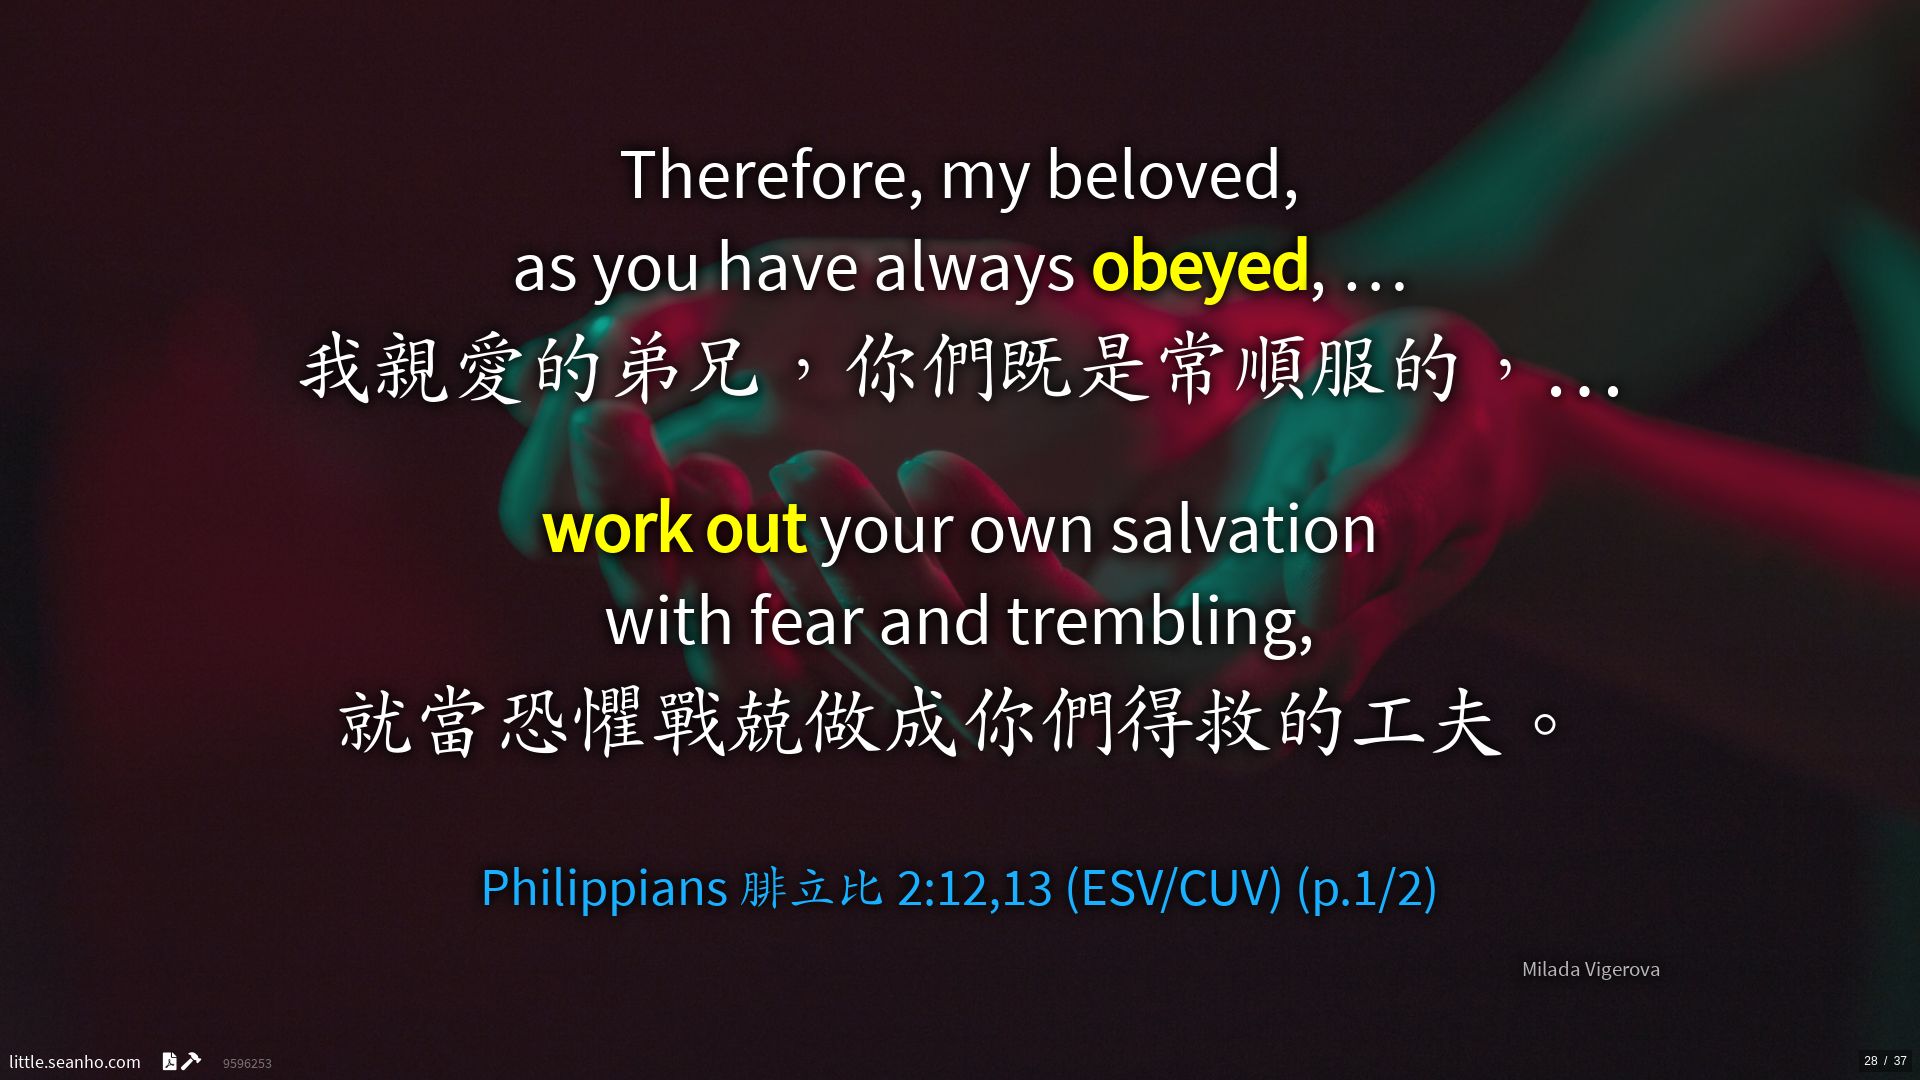 Therefore, my beloved,
as you have always obeyed, …
我親愛的弟兄，你們既是常順服的，…
work out your own salvation
with fear and trembling,
就當恐懼戰兢做成你們得救的工夫。
Philippians 腓立比 2:12,13 (ESV/CUV) (p.1/2)
Milada Vigerova
little.seanho.com 9596253
28 / 37